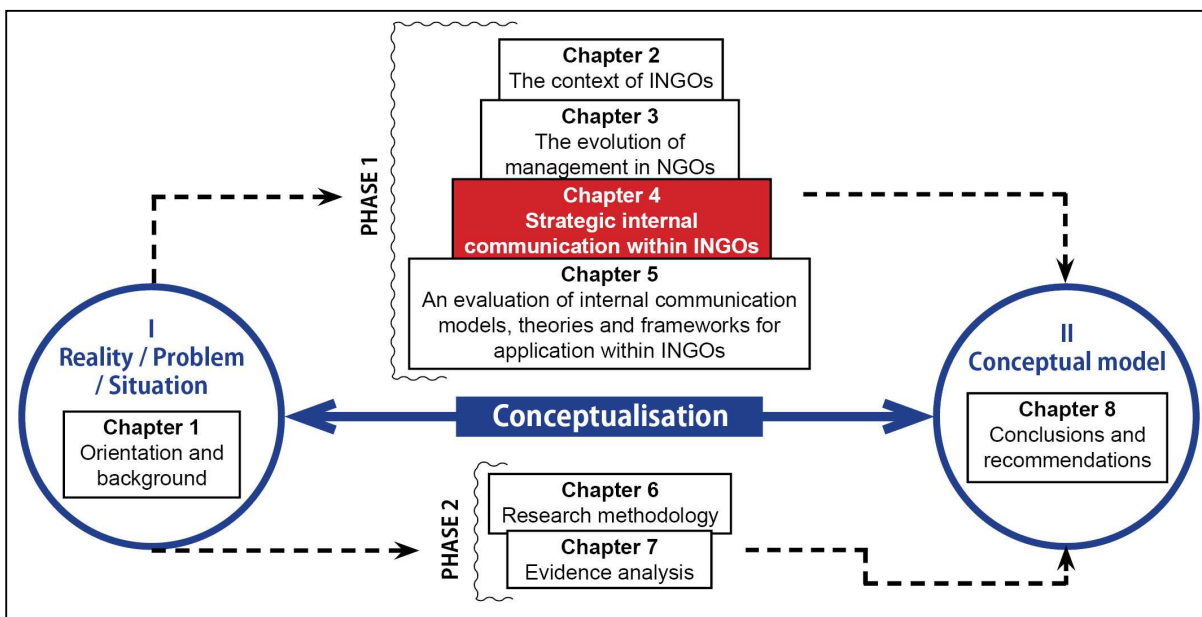 PHASE 1
Chapter 2
The context of INGOs
Chapter 3
The evolution of
management in NGOs
Chapter 4
Strategic internal
communication within INGOs
Chapter 5
An evaluation of internal communication
models, theories and frameworks for
application within INGOs
I
Reality / Problem
/ Situation
Chapter 1
Orientation and
background
Conceptualisation
II
Conceptual model
Chapter 8
Conclusions and
recommendations
PHASE 2
Chapter 6
Research methodology
Chapter 7
Evidence analysis